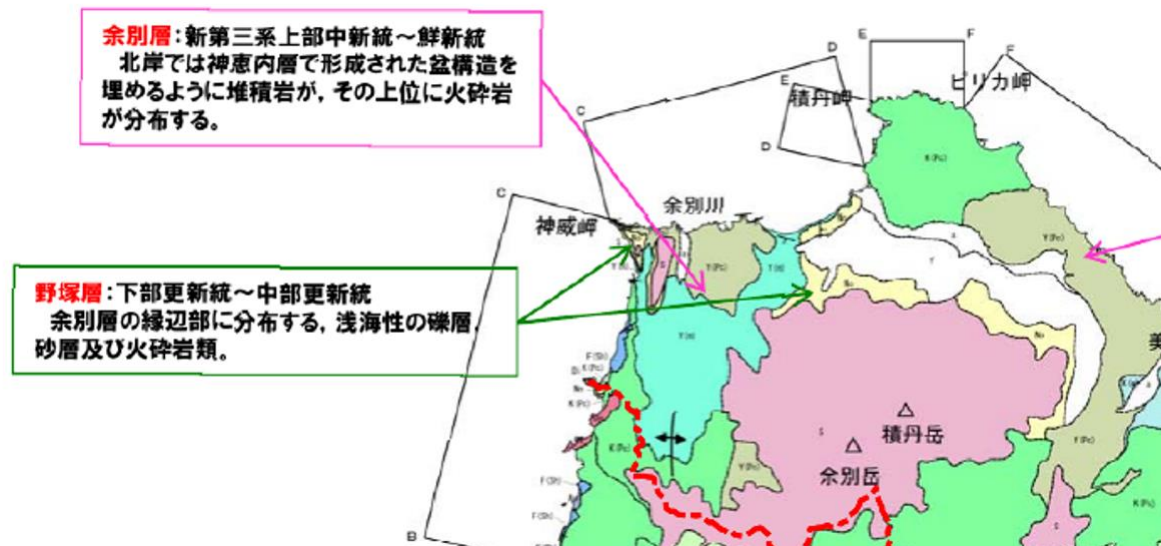 余別層：新第三系上部中新統～鮮新統
北岸では神恵内層で形成された盆構造を
埋めるように堆積岩が，その上位に火砕岩
が分布する。
E
F
F
D
ピリカ岬
E
積丹岬
C
D
K(Pc)
C
余別川
神威岬
Y(Pc)
野塚層：下部更新統～中部更新統
余別層の縁辺部に分布する，浅海性の礫層，
砂層及び火砕岩類。
美
積丹岳
余別岳
B